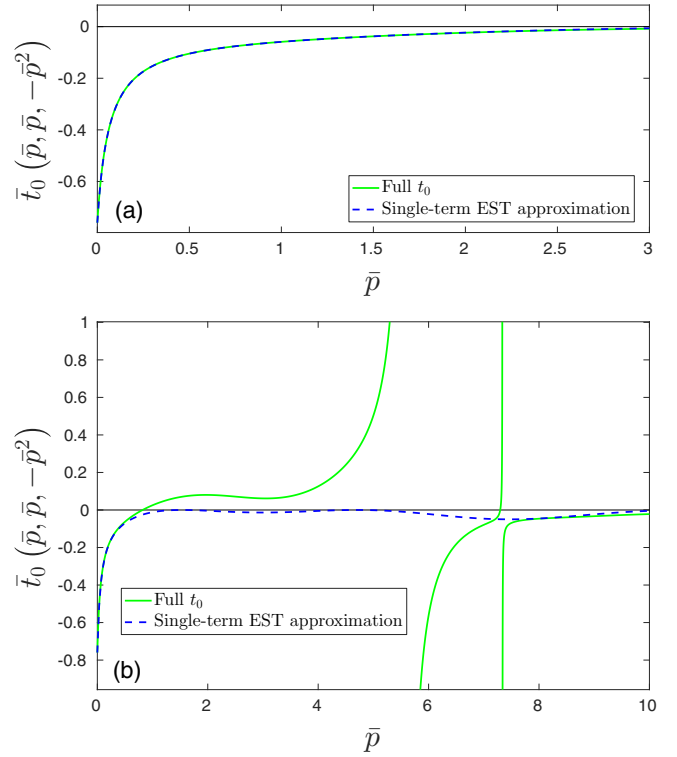 0
-0.2
-0.4
-0.6
t̄₀ (p̄, p̄, −p̄²)
Full t₀
Single-term EST approximation
(a)
0 0.5 1 1.5 2 2.5 3
p̄
1
0.8
0.6
0.4
0.2
0
-0.2
-0.4
-0.6
-0.8
t̄₀ (p̄, p̄, −p̄²)
Full t₀
Single-term EST approximation
(b)
0 2 4 6 8 10
p̄